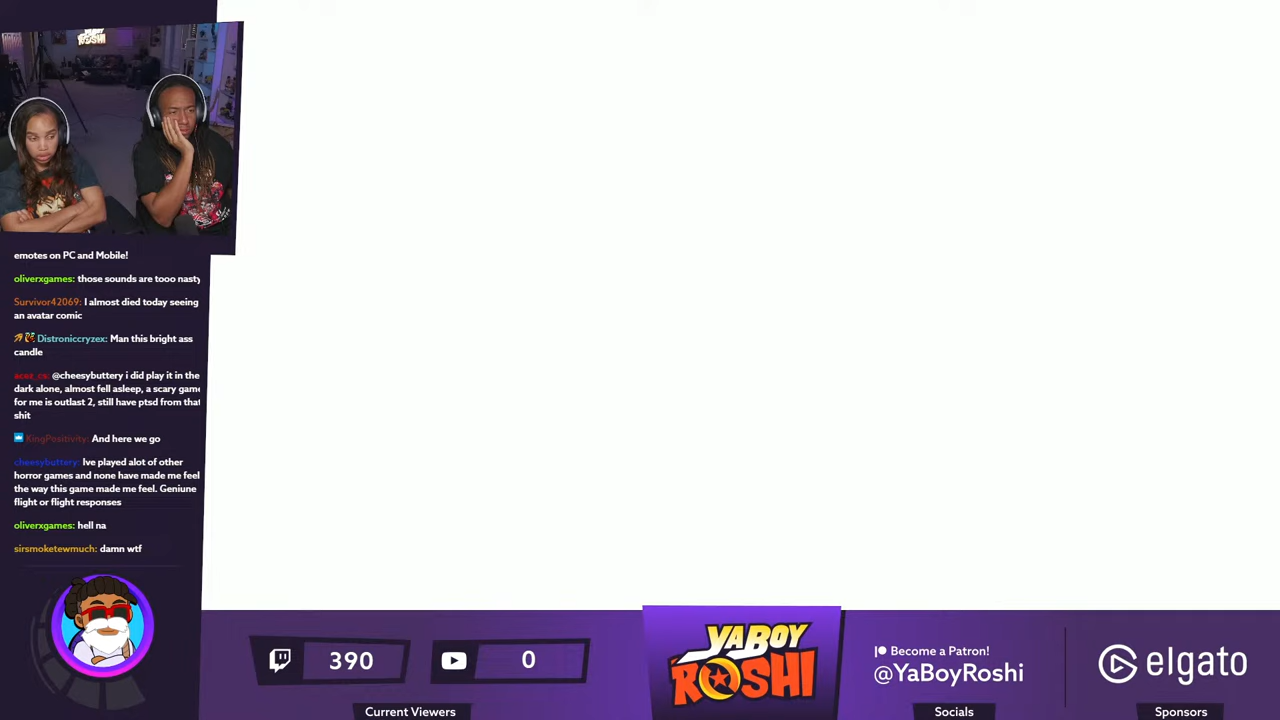 YABOY
ROSHI
emotes on PC and Mobile!
oliverxgames: those sounds are tooo nasty
Survivor42069: I almost died today seeing
an avatar comic
Distroniccryzex: Man this bright ass
candle
@cheesybuttery i did play it in the
dark alone, almost fell asleep, a scary game
for me is outlast 2, still have ptsd from that
shit
KingPositivity: And here we go
cheesybuttery: Ive played alot of other
horror games and none have made me feel
the way this game made me feel. Geniune
flight or flight responses
oliverxgames: hell na
sirsmoketewmuch: damn wtf
390
0
Current Viewers
YABOY
ROSHI
Become a Patron!
@YaBoyRoshi
Socials
elgato
Sponsors